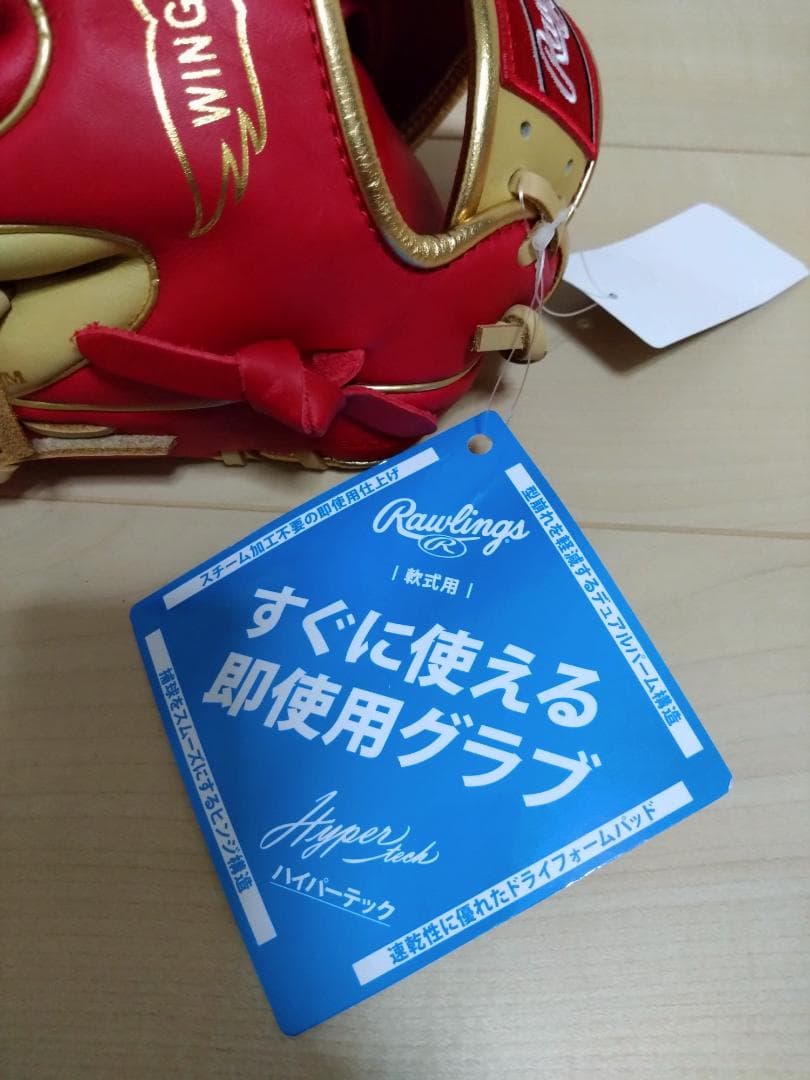 WING
Rawlings
スチーム加工不要の即使用仕上げ
型崩れを軽減するデュアルパーム構造
軟式用
すぐに使える
即使用グラブ
Hyper tech
ハイパーテック
捕球をスムーズにするヒンジ構造
速乾性に優れたドライフォームパッド